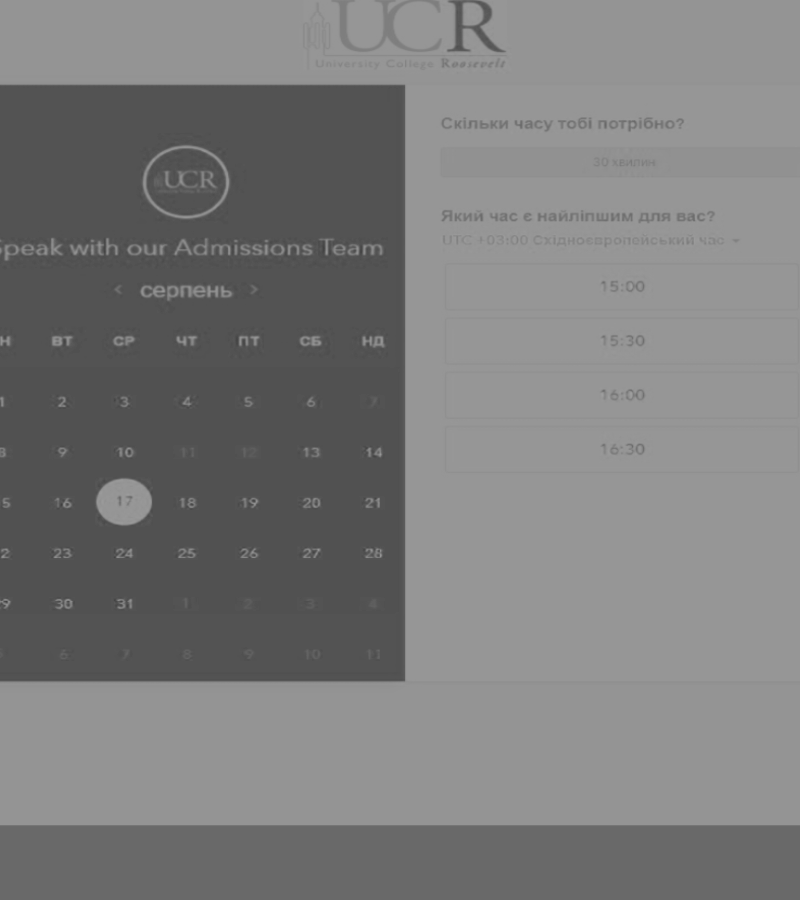 UCR
University College Roosevelt
UCR
Speak with our Admissions Team
< серпень >
Н ВТ СР ЧТ ПТ СБ НД
1 2 3 4 5 6 7
8 9 10 11 12 13 14
5 16 17 18 19 20 21
2 23 24 25 26 27 28
29 30 31 1 2 3 4
5 6 7 8 9 10 11
Скільки часу тобі потрібно?
30 хвилин
Який час є найліпшим для вас?
UTC +03:00 Східноєвропейський час
15:00
15:30
16:00
16:30